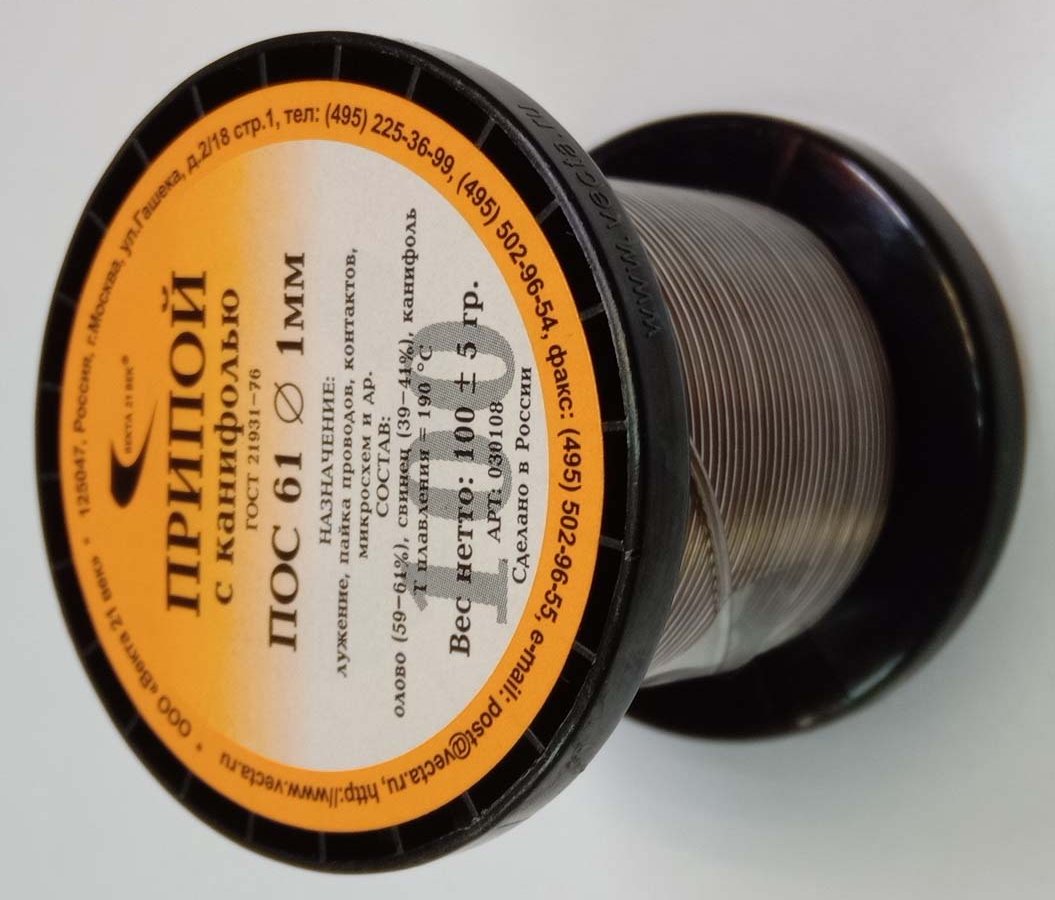 ВЕКТА 21 ВЕК®
ПРИПОЙ
с канифолью
ГОСТ 21931-76
ПОС 61 ∅ 1мм
НАЗНАЧЕНИЕ:
лужение, пайка проводов, контактов,
микросхем и др.
СОСТАВ:
олово (59-61%), свинец (39-41%), канифоль
Т плавления = 190 °С
100
Вес нетто: 100 ± 5 гр.
АРТ: 030108
Сделано в России
* ООО «Векта 21 век» * 125047, Россия, г.Москва, ул.Гашека, д.2/18 стр.1, тел: (495) 225-36-99, (495) 502-96-54, факс: (495) 502-96-55, e-mail: post@vecta.ru, http://www.vecta.ru
www.vecta.ru